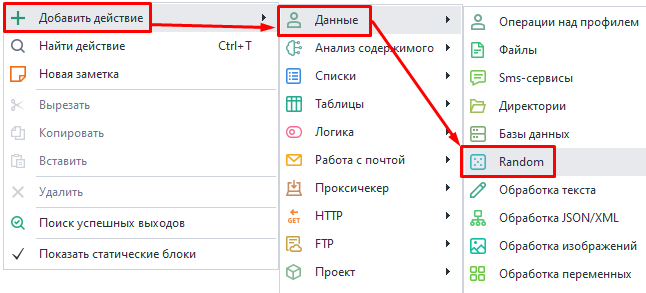 Добавить действие
Найти действие Ctrl+T
Новая заметка
Вырезать
Копировать
Вставить
Удалить
Поиск успешных выходов
Показать статические блоки
Данные
Анализ содержимого
Списки
Таблицы
Логика
Работа с почтой
Проксичекер
GET HTTP
FTP
Проект
Операции над профилем
Файлы
Sms-сервисы
Директории
Базы данных
Random
Обработка текста
Обработка JSON/XML
Обработка изображений
Обработка переменных